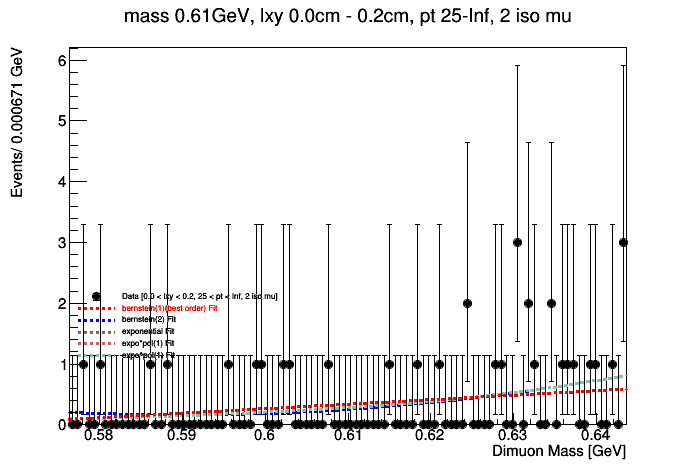 mass 0.61GeV, lxy 0.0cm - 0.2cm, pt 25-Inf, 2 iso mu
Events/ 0.000671 GeV
6
5
4
3
2
1
0
Data [0.0 < lxy < 0.2, 25 < pt < Inf, 2 iso mu]
bernstein(1)(best order) Fit
bernstein(2) Fit
exponential Fit
expo*pol(1) Fit
expo*pol(1) Fit
0.58 0.59 0.6 0.61 0.62 0.63 0.64
Dimuon Mass [GeV]